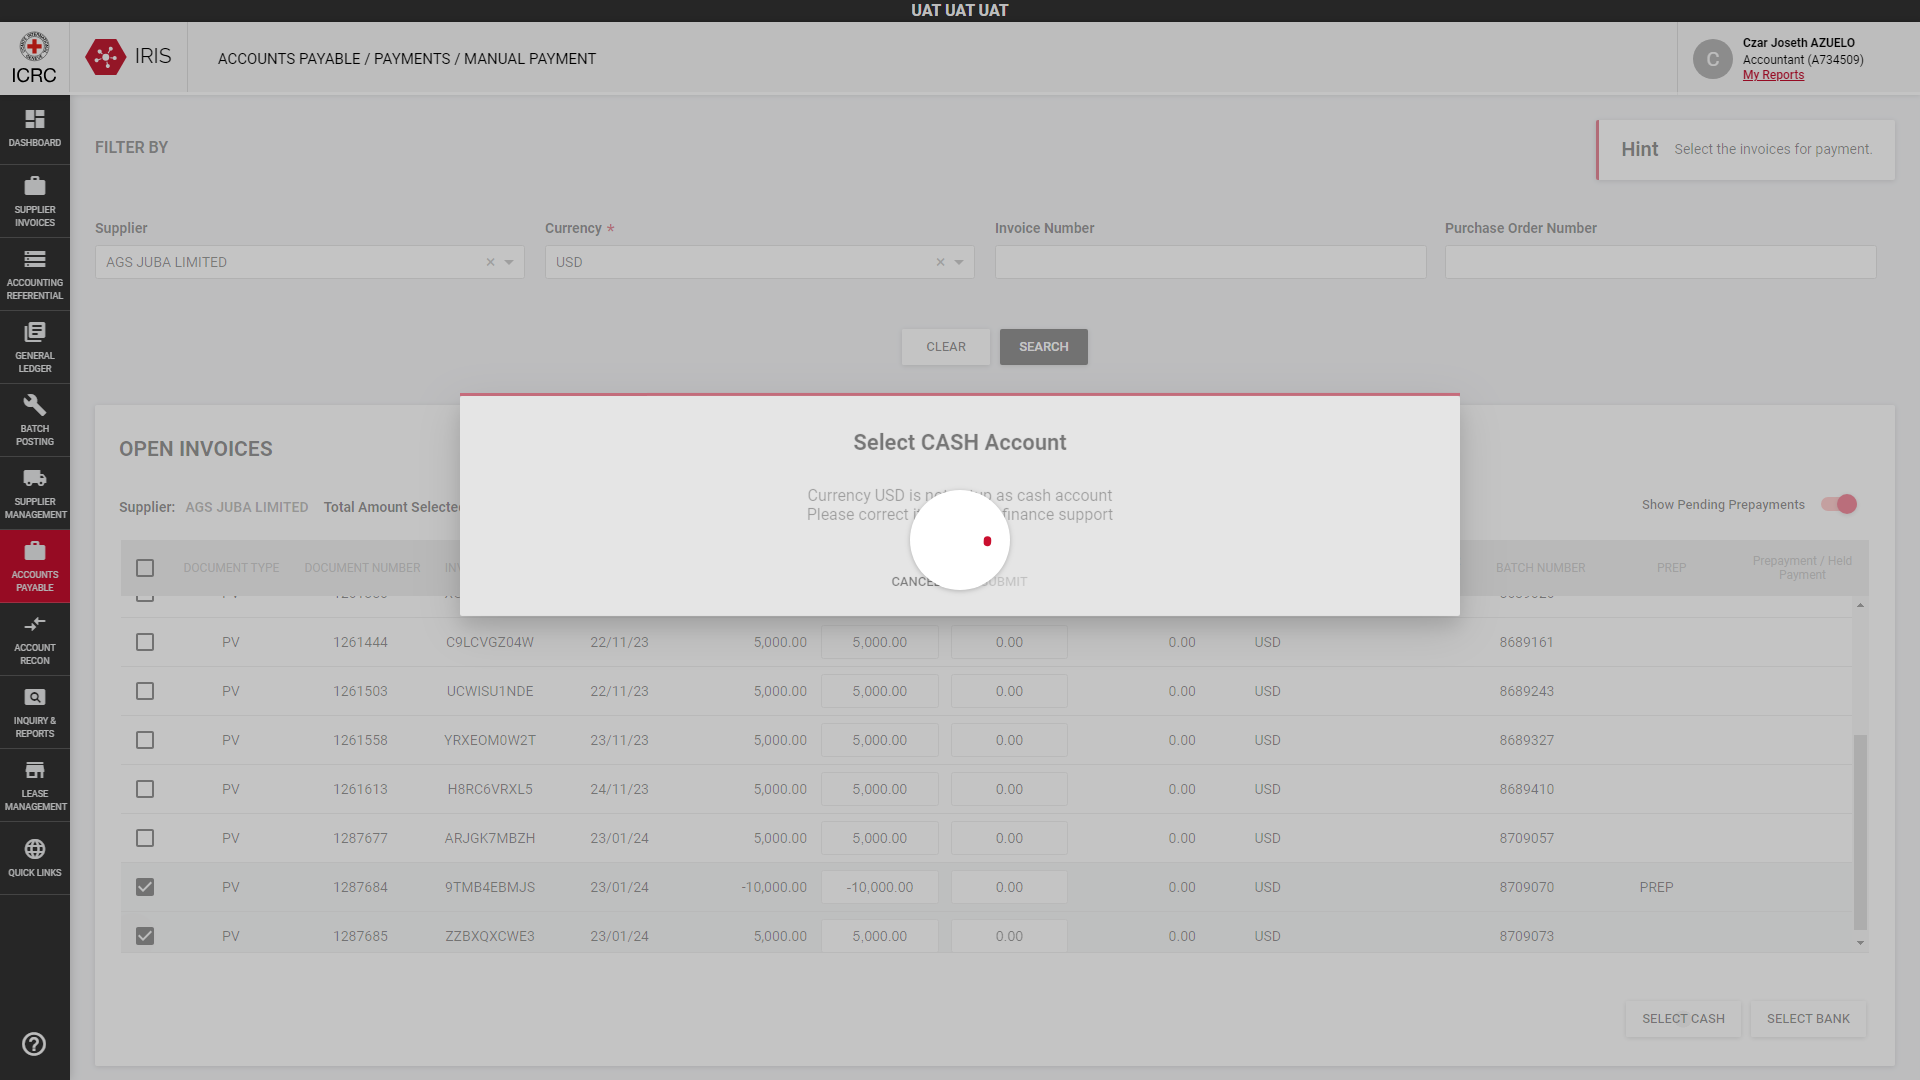 UAT UAT UAT
ICRC
IRIS
ACCOUNTS PAYABLE / PAYMENTS / MANUAL PAYMENT
C
Czar Joseth AZUELO
Accountant (A734509)
My Reports
DASHBOARD
SUPPLIER
INVOICES
ACCOUNTING
REFERENTIAL
GENERAL
LEDGER
BATCH
POSTING
SUPPLIER
MANAGEMENT
ACCOUNTS
PAYABLE
ACCOUNT
RECON
INQUIRY &
REPORTS
LEASE
MANAGEMENT
QUICK LINKS
FILTER BY
Hint Select the invoices for payment.
Supplier Currency * Invoice Number Purchase Order Number
AGS JUBA LIMITED USD
CLEAR SEARCH
OPEN INVOICES
Supplier: AGS JUBA LIMITED Total Amount Selected
Show Pending Prepayments
Select CASH Account
Currency USD is as cash account
Please correct finance support
CANCEL
DOCUMENT TYPE DOCUMENT NUMBER BATCH NUMBER PREP Prepayment / Held
Payment
PV 1261444 C9LCVGZ04W 22/11/23 5,000.00 5,000.00 0.00 0.00 USD 8689161
PV 1261503 UCWISU1NDE 22/11/23 5,000.00 5,000.00 0.00 0.00 USD 8689243
PV 1261558 YRXEOM0W2T 23/11/23 5,000.00 5,000.00 0.00 0.00 USD 8689327
PV 1261613 H8RC6VRXL5 24/11/23 5,000.00 5,000.00 0.00 0.00 USD 8689410
PV 1287677 ARJGK7MBZH 23/01/24 5,000.00 5,000.00 0.00 0.00 USD 8709057
PV 1287684 9TMB4EBMJS 23/01/24 -10,000.00 -10,000.00 0.00 0.00 USD 8709070 PREP
PV 1287685 ZZBXQXCWE3 23/01/24 5,000.00 5,000.00 0.00 0.00 USD 8709073
SELECT CASH SELECT BANK